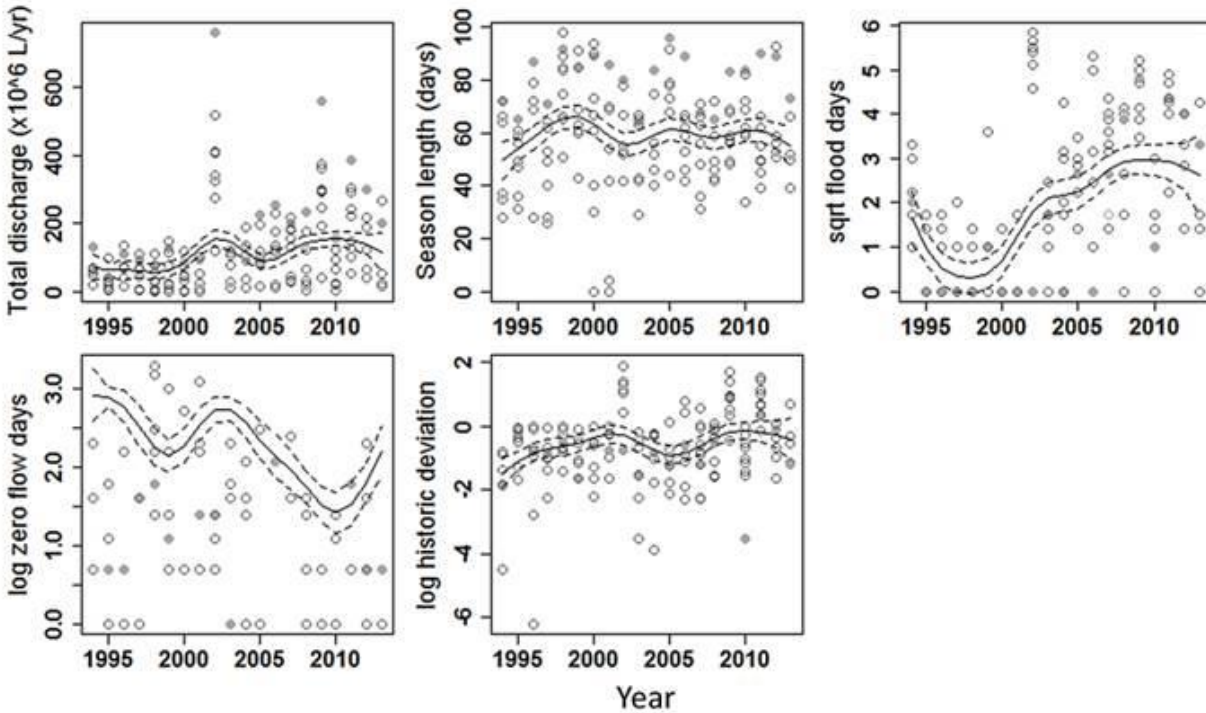 Total discharge (x10^6 L/yr)
600
400
200
0
1995 2000 2005 2010
Season length (days)
100
80
60
40
20
0
1995 2000 2005 2010
sqrt flood days
6
5
4
3
2
1
0
1995 2000 2005 2010
log zero flow days
3.0
2.0
1.0
0.0
1995 2000 2005 2010
log historic deviation
2
0
-2
-4
-6
1995 2000 2005 2010
Year